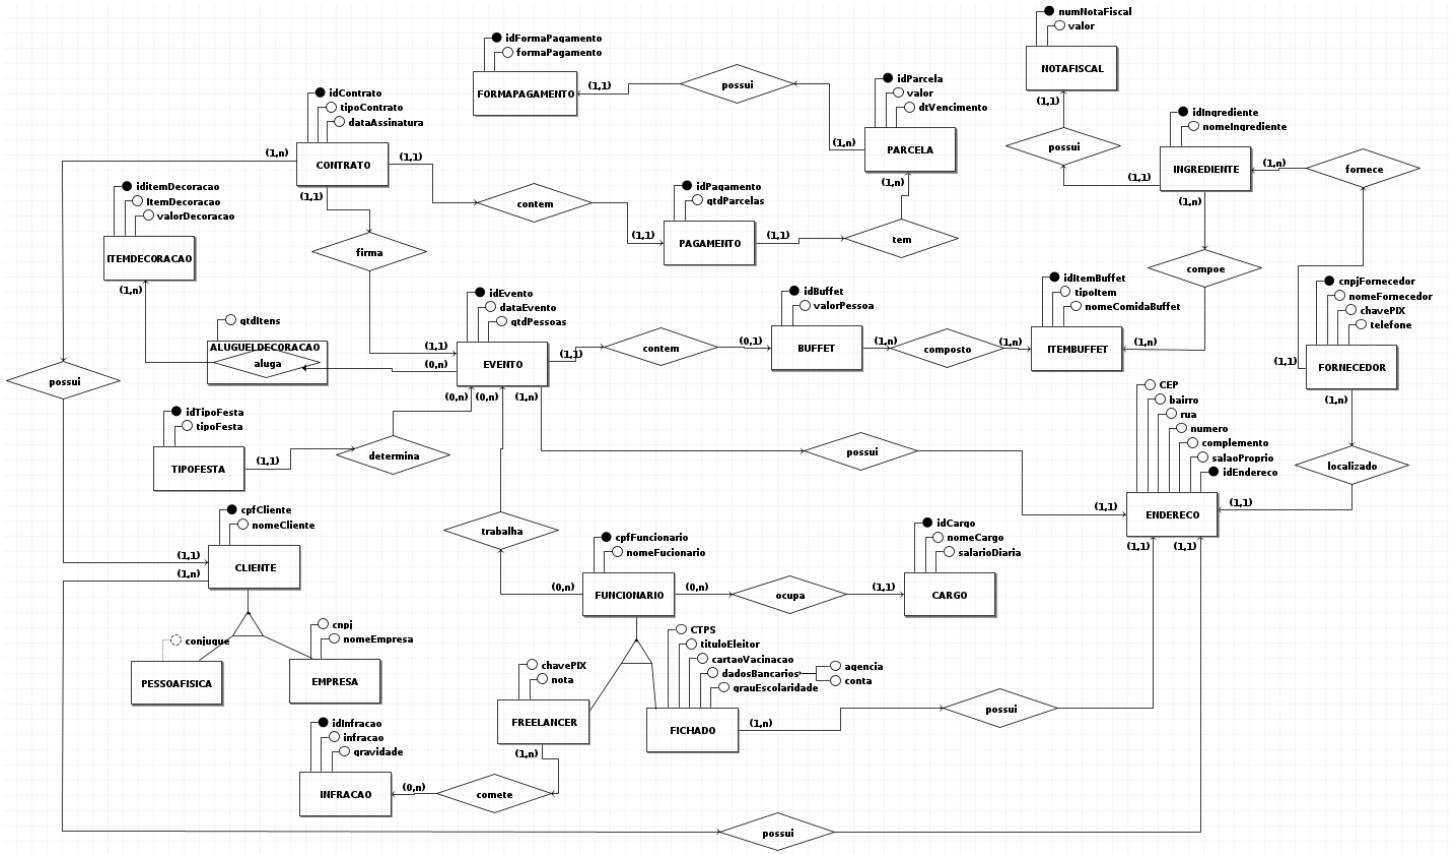 numNotaFiscal
valor
NOTAFISCAL
(1,1)
possui
(1,1)
idFormaPagamento
formaPagamento
FORMAPAGAMENTO
(1,1)
possui
idParcela
valor
dtVencimento
(1,n)
PARCELA
(1,n)
idContrato
tipoContrato
dataAssinatura
(1,n)
CONTRATO
(1,1)
(1,1)
contem
(1,1)
idPagamento
qtdParcelas
PAGAMENTO
(1,1)
tem
idIngrediente
nomeIngrediente
INGREDIENTE
(1,n)
fornece
(1,n)
compoe
iditemDecoracao
ItemDecoracao
valorDecoracao
ITEMDECORACAO
(1,n)
firma
qtdItens
ALUGUELDECORACAO
aluga
idEvento
dataEvento
qtdPessoas
(1,1)
(0,n)
EVENTO
(1,1)
(0,n)
(0,n)
(1,n)
contem
(0,1)
idBuffet
valorPessoa
BUFFET
(1,n)
composto
(1,n)
idItemBuffet
tipoItem
nomeComidaBuffet
ITEMBUFFET
(1,n)
cnpjFornecedor
nomeFornecedor
chavePIX
telefone
(1,1)
FORNECEDOR
(1,n)
possui
idTipoFesta
tipoFesta
TIPOFESTA
(1,1)
determina
possui
CEP
bairro
rua
numero
complemento
salaoProprio
idEndereco
localizado
(1,1)
ENDERECO
(1,1)
(1,1)
(1,1)
cpfCliente
nomeCliente
(1,1)
(1,n)
CLIENTE
trabalha
cpfFuncionario
nomeFucionario
(0,n)
FUNCIONARIO
(0,n)
ocupa
(1,1)
idCargo
nomeCargo
salarioDiaria
CARGO
conjugue
PESSOAFISICA
cnpj
nomeEmpresa
EMPRESA
chavePIX
nota
FREELANCER
(1,n)
CTPS
tituloEleitor
cartaoVacinacao
dadosBancarios
agencia
conta
grauEscolaridade
FICHADO
(1,n)
possui
idInfracao
infracao
gravidade
INFRACAO
(0,n)
comete
possui